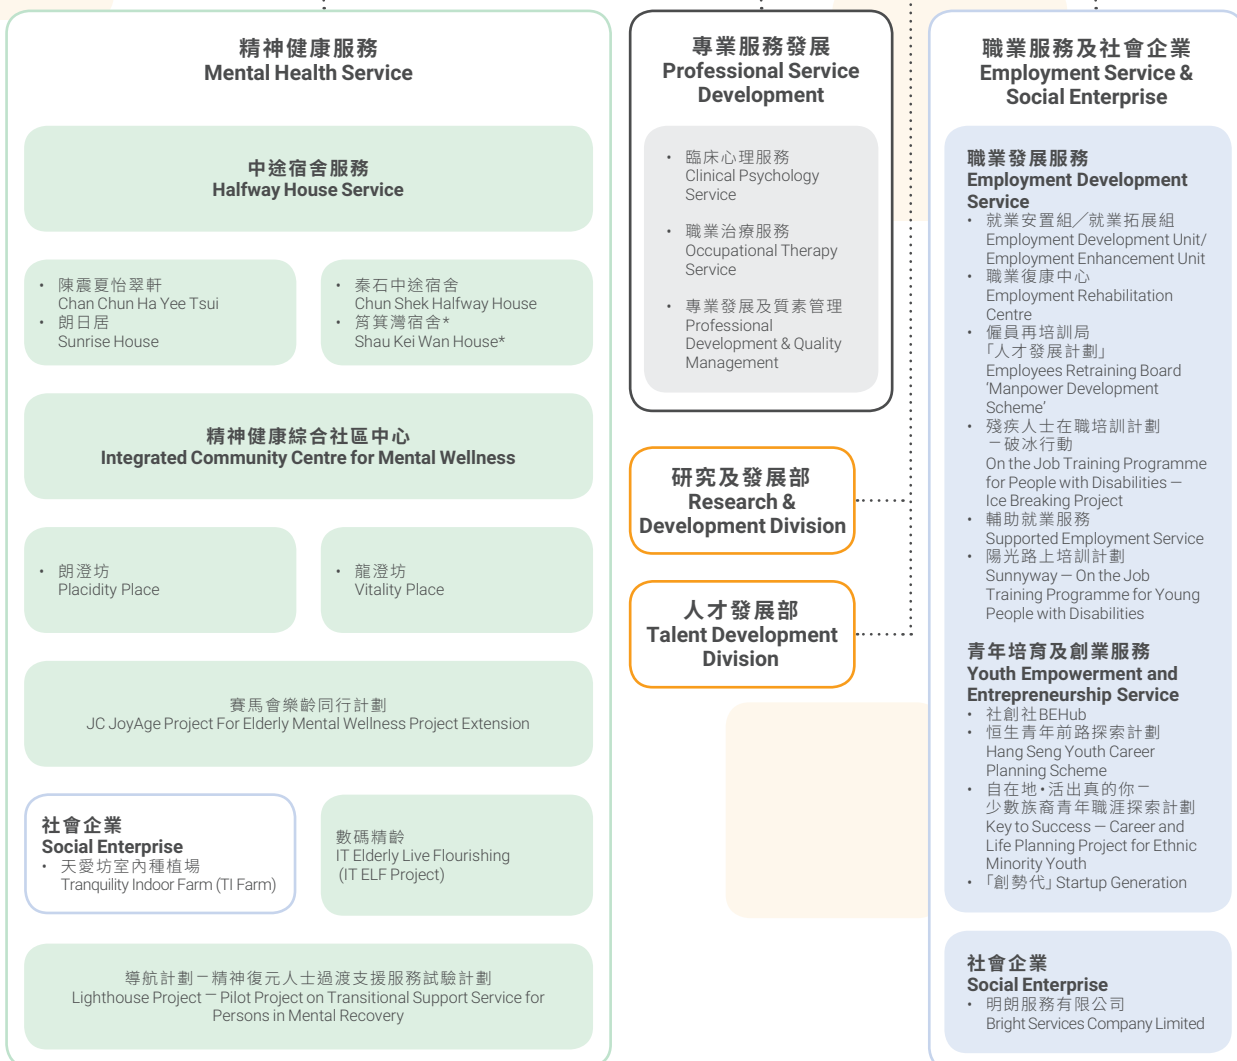 精神健康服務
Mental Health Service
中途宿舍服務
Halfway House Service
• 陳震夏怡翠軒
Chan Chun Ha Yee Tsui
• 朗日居
Sunrise House
• 秦石中途宿舍
Chun Shek Halfway House
• 筲箕灣宿舍*
Shau Kei Wan House*
精神健康綜合社區中心
Integrated Community Centre for Mental Wellness
• 朗澄坊
Placidity Place
• 龍澄坊
Vitality Place
賽馬會樂齡同行計劃
JC JoyAge Project For Elderly Mental Wellness Project Extension
社會企業
Social Enterprise
• 天愛坊室內種植場
Tranquility Indoor Farm (TI Farm)
數碼精齡
IT Elderly Live Flourishing
(IT ELF Project)
導航計劃－精神復元人士過渡支援服務試驗計劃
Lighthouse Project － Pilot Project on Transitional Support Service for
Persons in Mental Recovery
專業服務發展
Professional Service
Development
• 臨床心理服務
Clinical Psychology
Service
• 職業治療服務
Occupational Therapy
Service
• 專業發展及質素管理
Professional
Development & Quality
Management
研究及發展部
Research &
Development Division
人才發展部
Talent Development
Division
職業服務及社會企業
Employment Service &
Social Enterprise
職業發展服務
Employment Development
Service
• 就業安置組／就業拓展組
Employment Development Unit/
Employment Enhancement Unit
• 職業復康中心
Employment Rehabilitation
Centre
• 僱員再培訓局
「人才發展計劃」
Employees Retraining Board
‘Manpower Development
Scheme’
• 殘疾人士在職培訓計劃
－破冰行動
On the Job Training Programme
for People with Disabilities －
Ice Breaking Project
• 輔助就業服務
Supported Employment Service
• 陽光路上培訓計劃
Sunnyway － On the Job
Training Programme for Young
People with Disabilities
青年培育及創業服務
Youth Empowerment and
Entrepreneurship Service
• 社創社BEHub
• 恒生青年前路探索計劃
Hang Seng Youth Career
Planning Scheme
• 自在地•活出真的你－
少數族裔青年職涯探索計劃
Key to Success － Career and
Life Planning Project for Ethnic
Minority Youth
• 「創勢代」Startup Generation
社會企業
Social Enterprise
• 明朗服務有限公司
Bright Services Company Limited